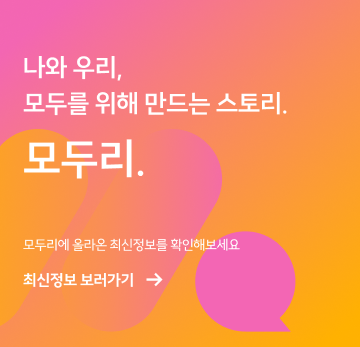 나와 우리,
모두를 위해 만드는 스토리.
모두리.
모두리에 올라온 최신정보를 확인해보세요
최신정보 보러가기 →